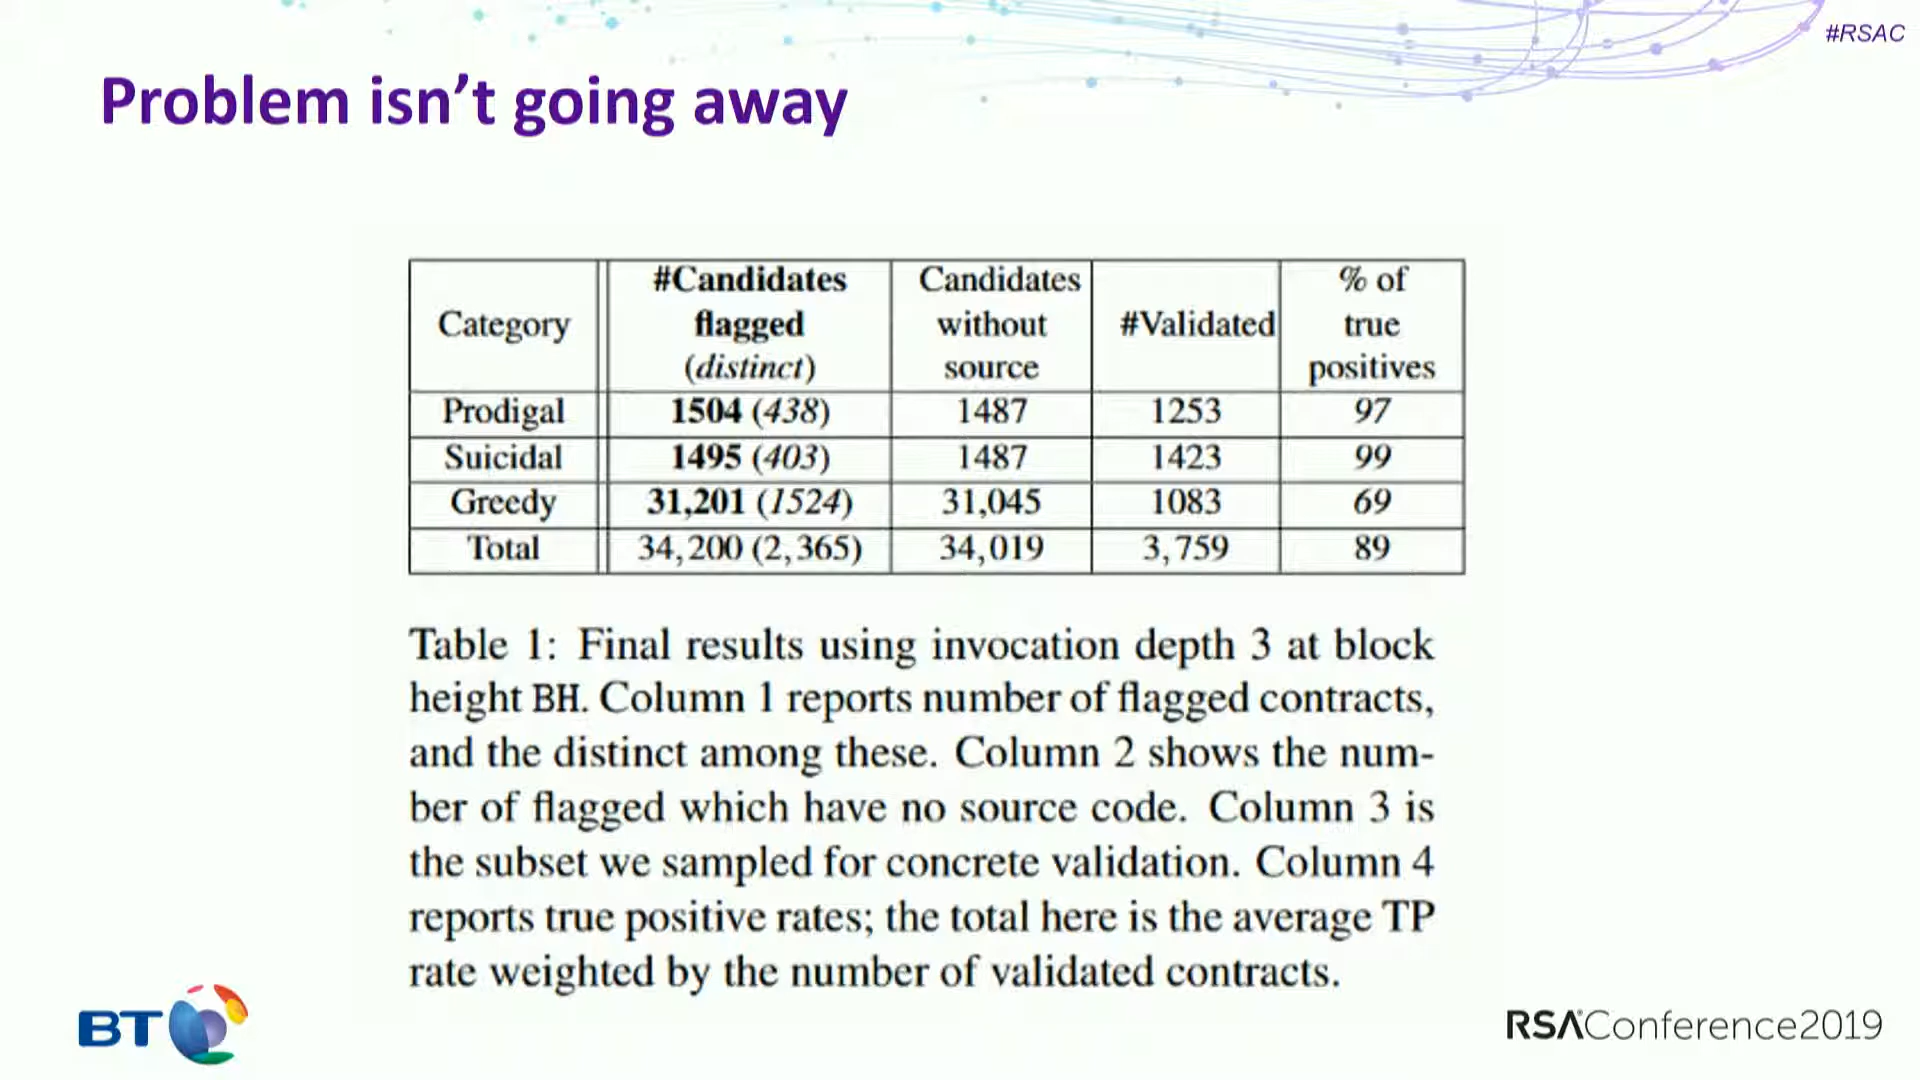 #RSAC
Problem isn't going away
Category #Candidates flagged (distinct) Candidates without source #Validated % of true positives
Prodigal 1504 (438) 1487 1253 97
Suicidal 1495 (403) 1487 1423 99
Greedy 31,201 (1524) 31,045 1083 69
Total 34,200 (2,365) 34,019 3,759 89
Table 1: Final results using invocation depth 3 at block
height BH. Column 1 reports number of flagged contracts,
and the distinct among these. Column 2 shows the num-
ber of flagged which have no source code. Column 3 is
the subset we sampled for concrete validation. Column 4
reports true positive rates; the total here is the average TP
rate weighted by the number of validated contracts.
BT
RSAConference2019